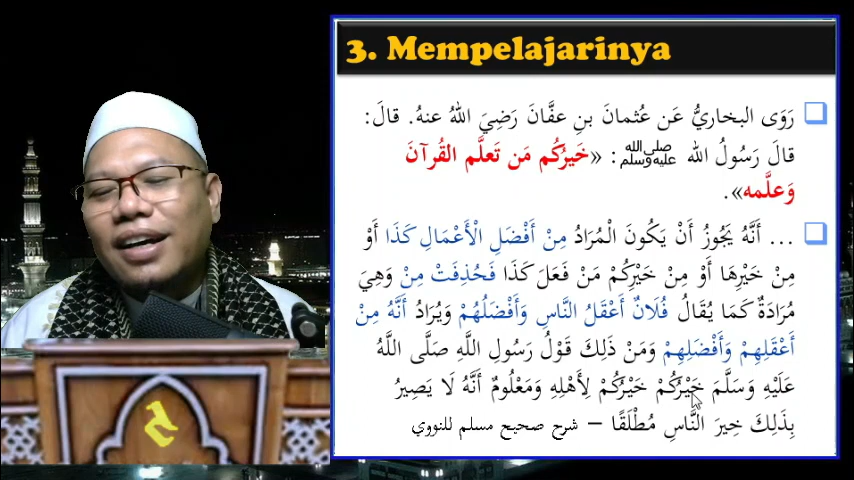 3. Mempelajarinya
رَوَى البخاريُّ عَن عُثمانَ بنِ عفَّانَ رَضِيَ اللهُ عنهُ. قالَ:
قالَ رَسُولُ الله ﷺ: «خَيرُكُم مَن تَعلَّم القُرآنَ
وَعلَّمه».
... أَنَّهُ يَجُوزُ أَنْ يَكُونَ الْمُرَادُ مِنْ أَفْضَلِ الْأَعْمَالِ كَذَا أَوْ
مِنْ خَيْرِهَا أَوْ مِنْ خَيْرِكُمْ مَنْ فَعَلَ كَذَا فَحُذِفَتْ مِنْ وَهِيَ
مُرَادَةٌ كَمَا يُقَالُ فُلَانٌ أَعْقَلُ النَّاسِ وَأَفْضَلُهُمْ وَيُرَادُ أَنَّهُ مِنْ
أَعْقَلِهِمْ وَأَفْضَلِهِمْ وَمَنْ ذَلِكَ قَوْلُ رَسُولِ اللَّهِ صَلَّى اللَّهُ
عَلَيْهِ وَسَلَّمَ خَيْرُكُمْ خَيْرُكُمْ لِأَهْلِهِ وَمَعْلُومٌ أَنَّهُ لَا يَصِيرُ
بِذَلِكَ خِيرَ النَّاسِ مُطْلَقًا – شرح صحيح مسلم للنووي